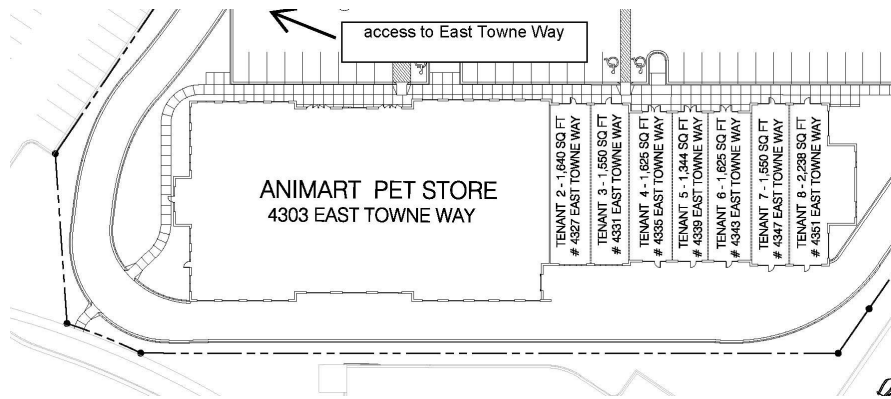 access to East Towne Way
ANIMART PET STORE
4303 EAST TOWNE WAY
TENANT 2 - 1,640 SQ FT
# 4327 EAST TOWNE WAY
TENANT 3 - 1,550 SQ FT
# 4331 EAST TOWNE WAY
TENANT 4 - 1,625 SQ FT
# 4335 EAST TOWNE WAY
TENANT 5 - 1,344 SQ FT
# 4339 EAST TOWNE WAY
TENANT 6 - 1,625 SQ FT
# 4343 EAST TOWNE WAY
TENANT 7 - 1,550 SQ FT
# 4347 EAST TOWNE WAY
TENANT 8 - 2,238 SQ FT
# 4351 EAST TOWNE WAY